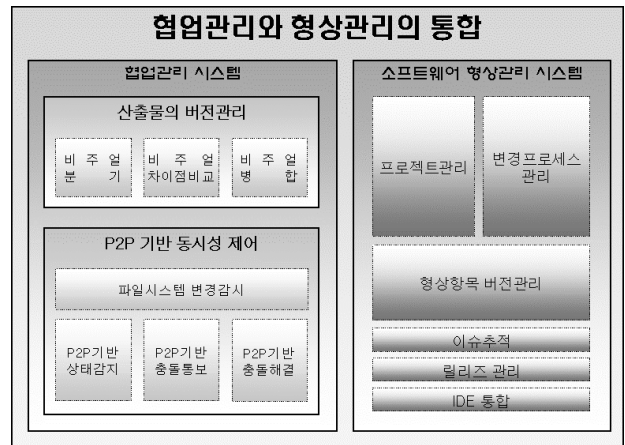 협업관리와 형상관리의 통합
협업관리 시스템
산출물의 버전관리
비 주 얼
분 기
비 주 얼
차이점비교
비 주 얼
병 합
P2P 기반 동시성 제어
파일시스템 변경감시
P2P기반
상태감지
P2P기반
충돌통보
P2P기반
충돌해결
소프트웨어 형상관리 시스템
프로젝트관리
변경프로세스
관리
형상항목 버전관리
이슈추적
릴리즈 관리
IDE 통합